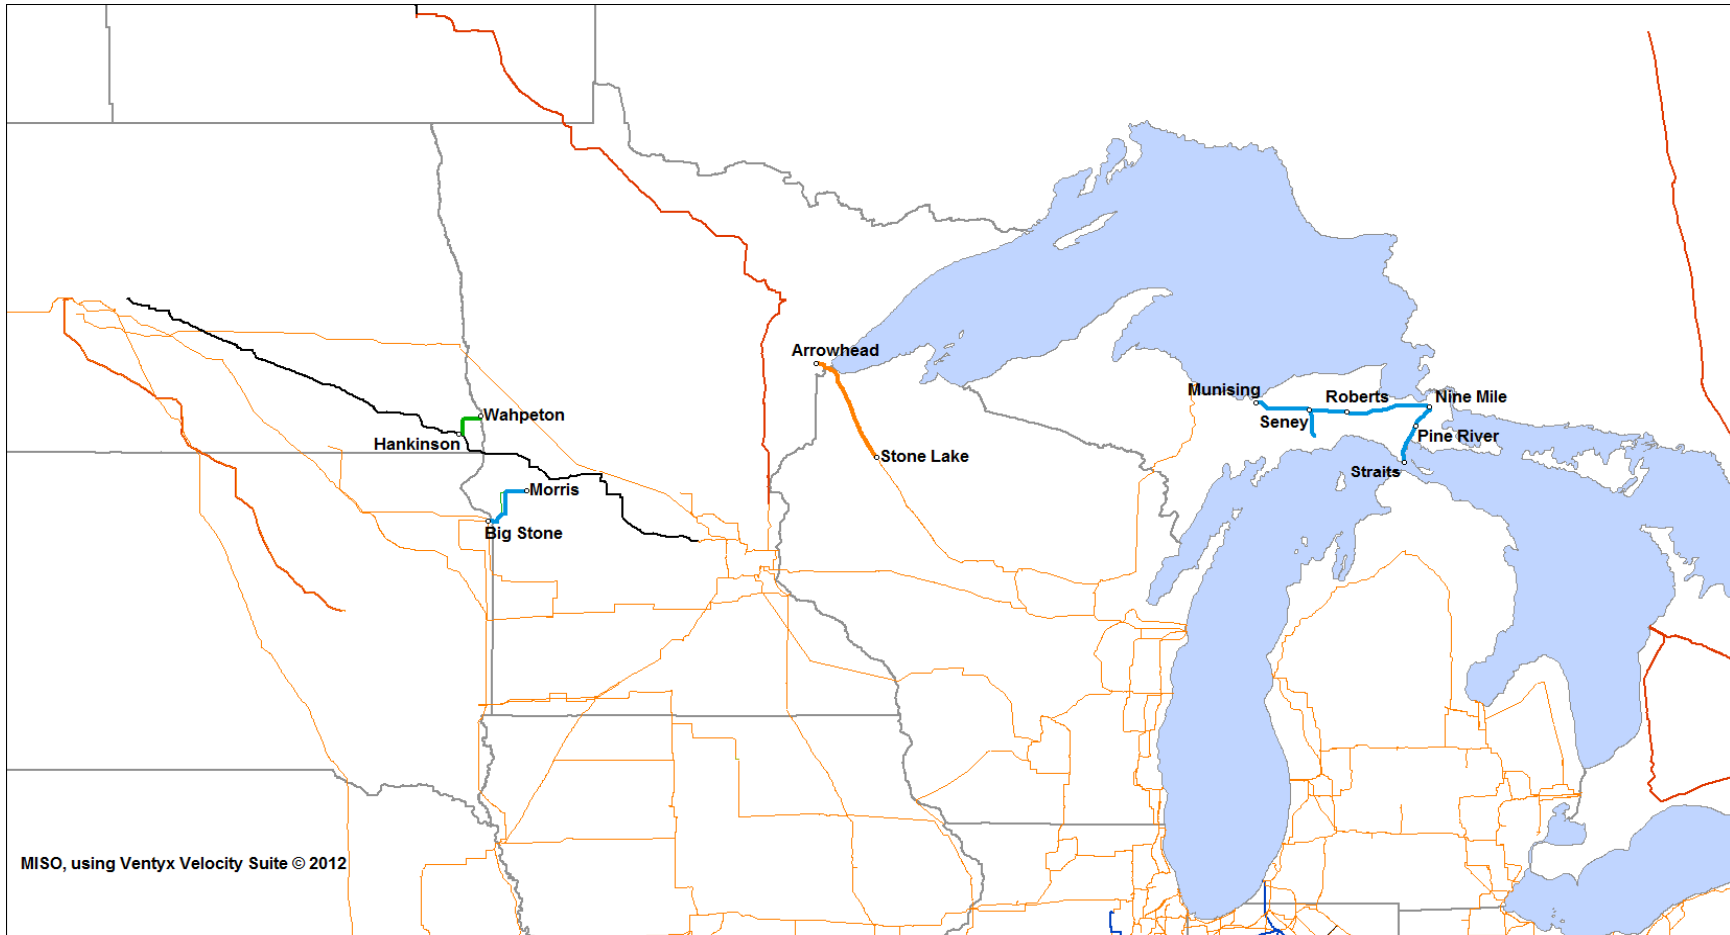 Arrowhead
Munising
Roberts
Nine Mile
Wahpeton
Seney
Pine River
Hankinson
Stone Lake
Straits
Morris
Big Stone
MISO, using Ventyx Velocity Suite © 2012